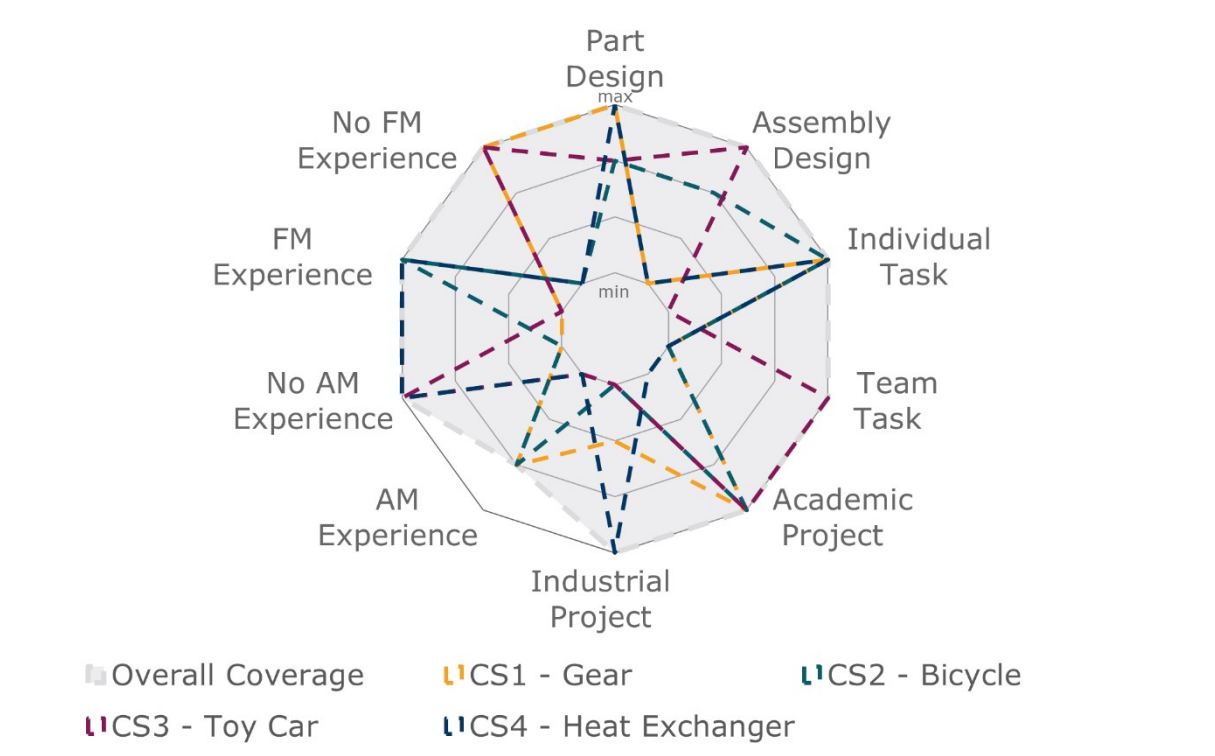 Part
Design
max
No FM
Experience
Assembly
Design
FM
Experience
Individual
Task
min
No AM
Experience
Team
Task
AM
Experience
Academic
Project
Industrial
Project
Overall Coverage
CS1 - Gear
CS2 - Bicycle
CS3 - Toy Car
CS4 - Heat Exchanger